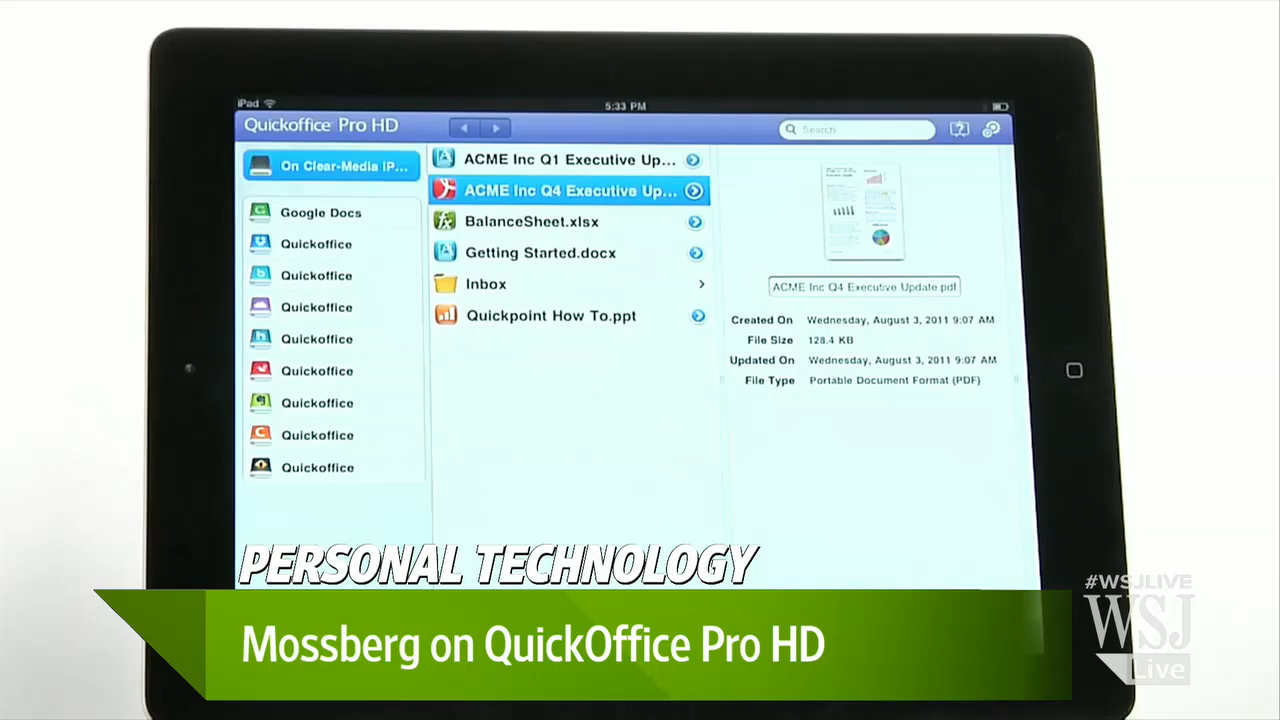 iPad
5:33 PM
Quickoffice Pro HD
Search
On Clear-Media iP...
Google Docs
Quickoffice
Quickoffice
Quickoffice
Quickoffice
Quickoffice
Quickoffice
Quickoffice
Quickoffice
ACME Inc Q1 Executive Up...
ACME Inc Q4 Executive Up...
BalanceSheet.xlsx
Getting Started.docx
Inbox
Quickpoint How To.ppt
ACME Inc Q4 Executive Update.pdf
Created On Wednesday, August 3, 2011 9:07 AM
File Size 128.4 KB
Updated On Wednesday, August 3, 2011 9:07 AM
File Type Portable Document Format (PDF)
PERSONAL TECHNOLOGY
Mossberg on QuickOffice Pro HD
#WSJLIVE
WSJ
Live